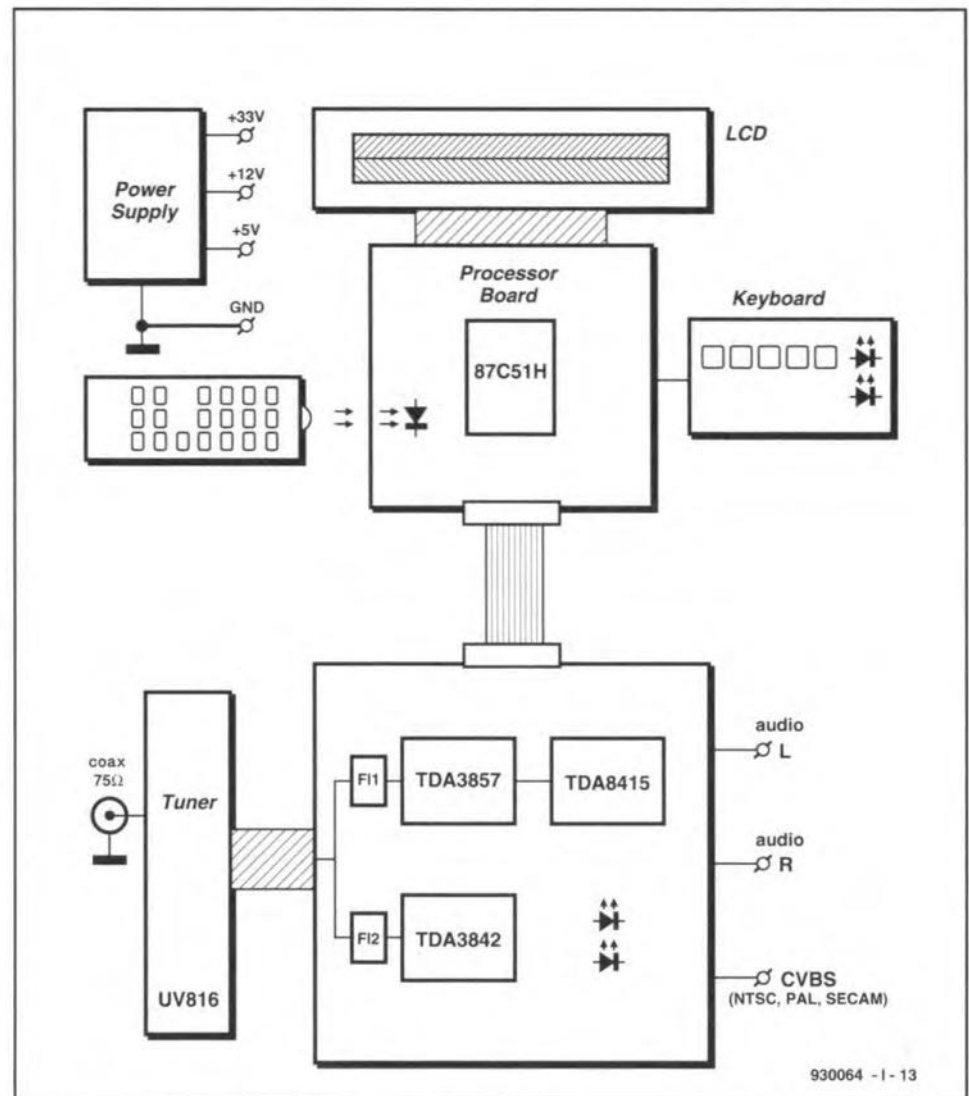 +33V
+12V
+5V
GND
Power
Supply
LCD
Processor
Board
87C51H
Keyboard
coax
75Ω
Tuner
UV816
FI1
TDA3857
TDA8415
FI2
TDA3842
audio
L
audio
R
CVBS
(NTSC, PAL, SECAM)
930064 - I - 13